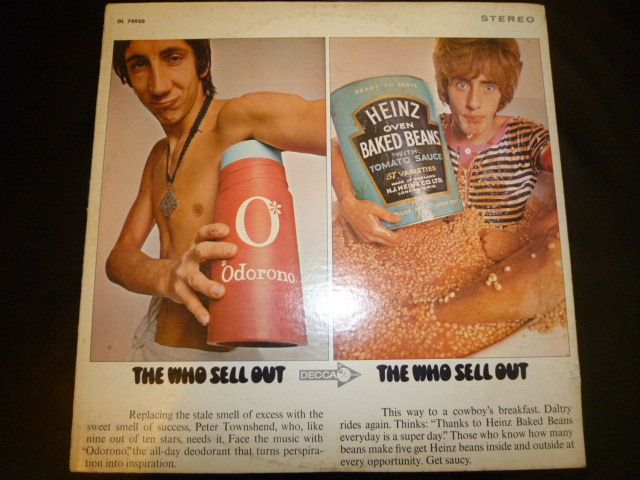 DL 74950
STEREO
O*
Odorono
READY TO SERVE
HEINZ
OVEN
BAKED BEANS
WITH
TOMATO SAUCE
57 VARIETIES
MADE IN ENGLAND
H.J. HEINZ CO. LTD.
LONDON
THE WHO SELL OUT
DECCA
THE WHO SELL OUT
Replacing the stale smell of excess with the
sweet smell of success, Peter Townshend, who, like
nine out of ten stars, needs it, Face the music with
"Odorono," the all-day deodorant that turns perspira-
tion into inspiration.
This way to a cowboy's breakfast. Daltry
rides again. Thinks: "Thanks to Heinz Baked Beans
everyday is a super day." Those who know how many
beans make five get Heinz beans inside and outside at
every opportunity. Get saucy.